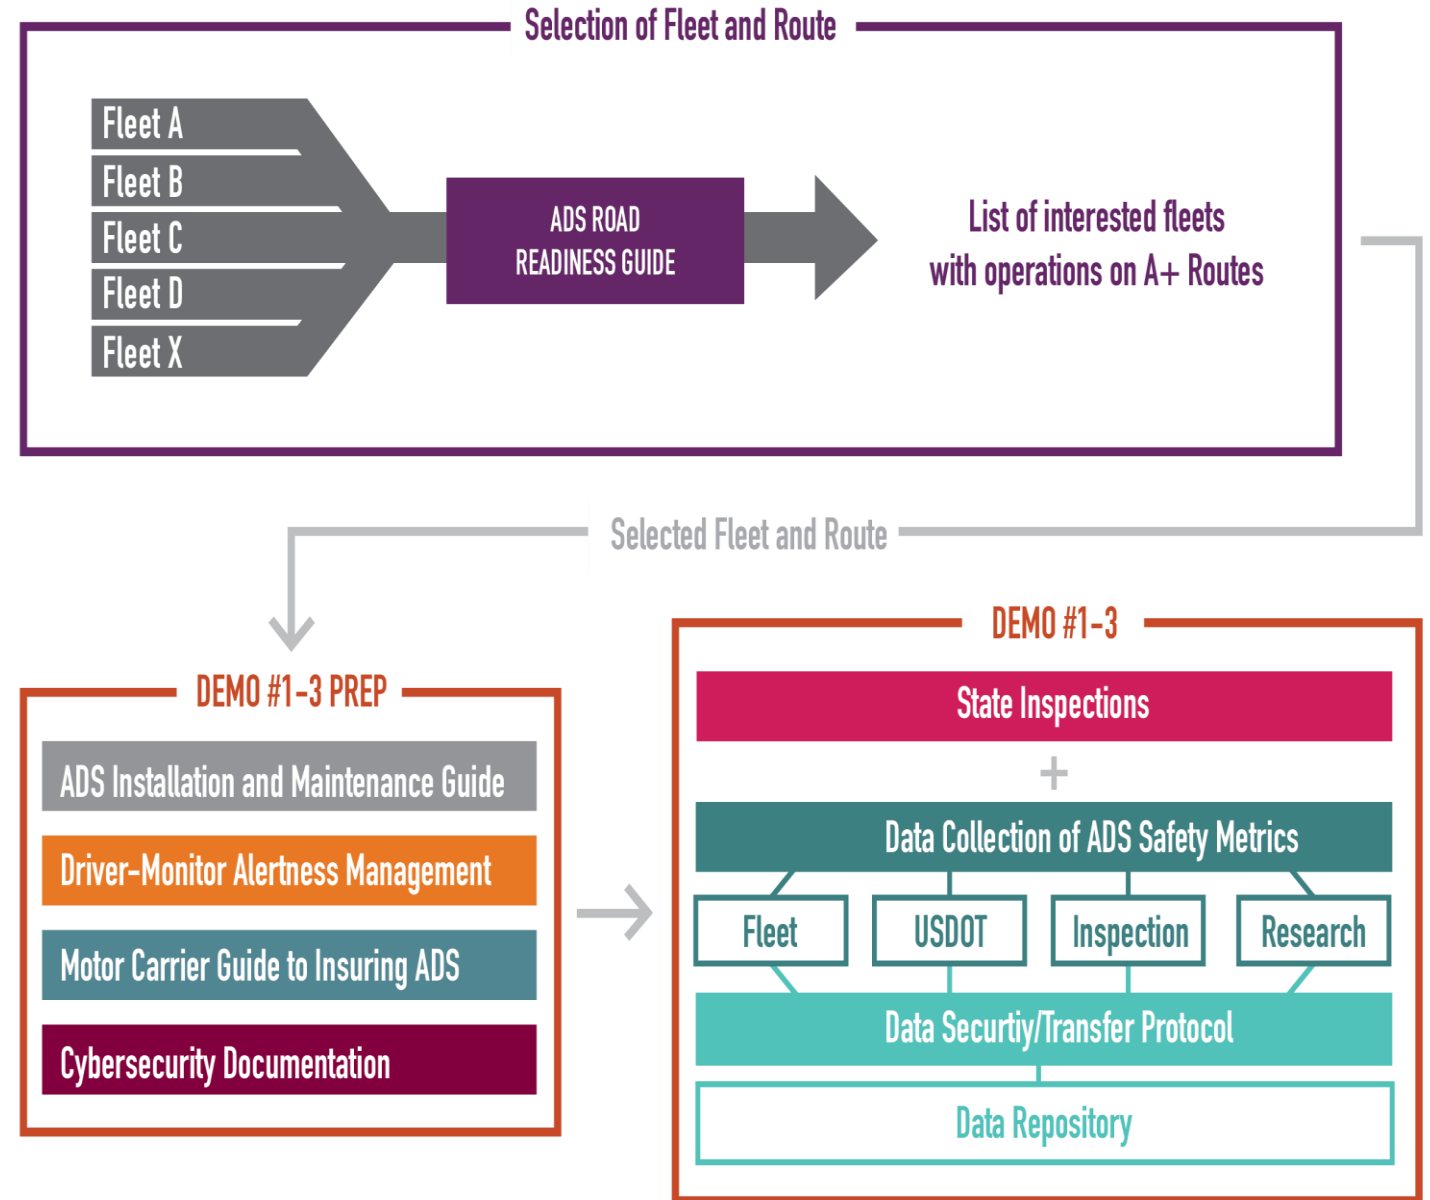 Selection of Fleet and Route
Fleet A
Fleet B
Fleet C
Fleet D
Fleet X
ADS ROAD
READINESS GUIDE
List of interested fleets
with operations on A+ Routes
Selected Fleet and Route
DEMO #1-3 PREP
ADS Installation and Maintenance Guide
Driver-Monitor Alertness Management
Motor Carrier Guide to Insuring ADS
Cybersecurity Documentation
DEMO #1-3
State Inspections
+
Data Collection of ADS Safety Metrics
Fleet
USDOT
Inspection
Research
Data Securtiy/Transfer Protocol
Data Repository